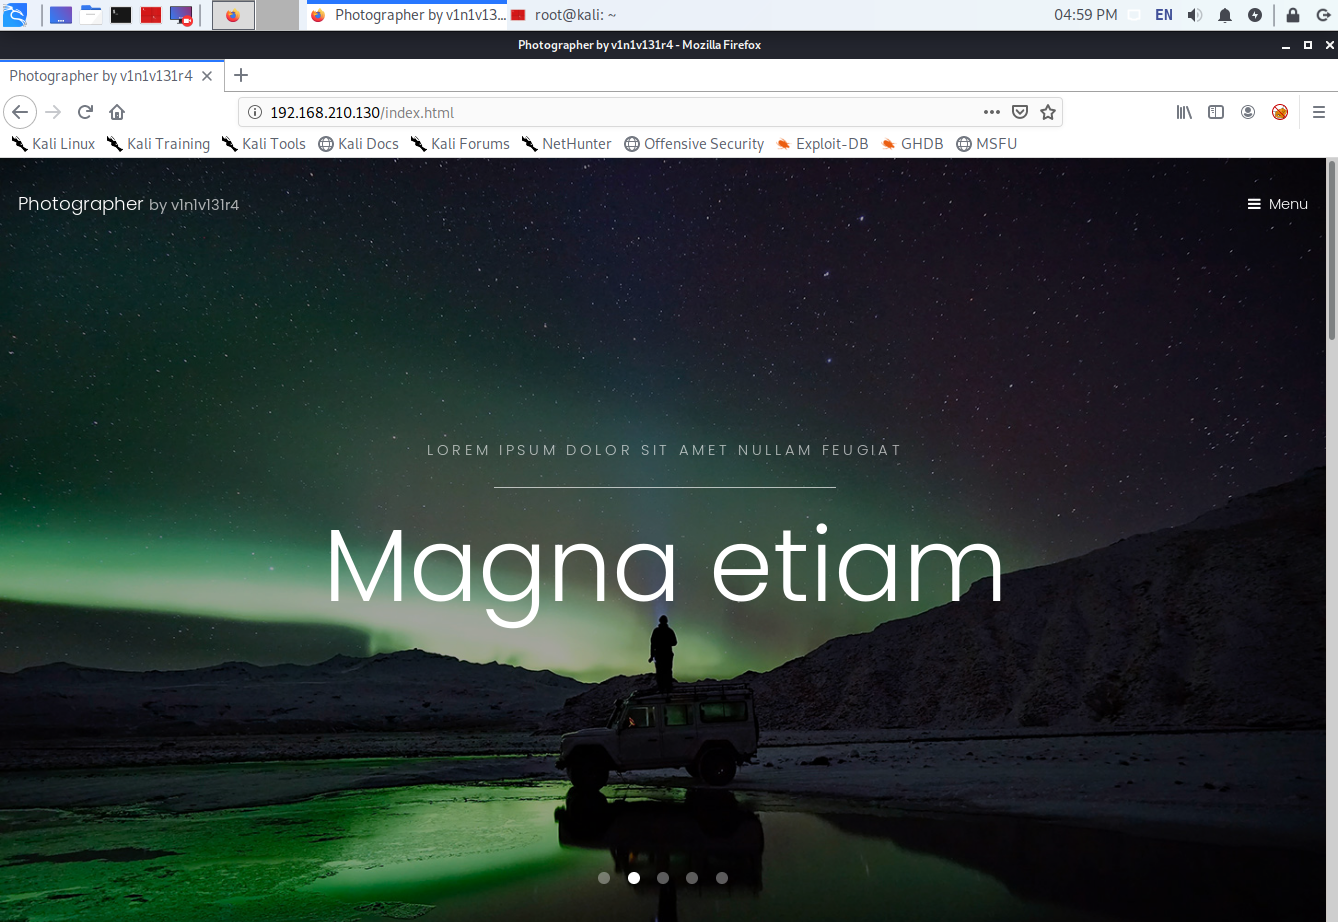 Photographer by v1n1v13... root@kali: ~ 04:59 PM EN
Photographer by v1n1v131r4 - Mozilla Firefox
Photographer by v1n1v131r4
192.168.210.130/index.html
Kali Linux Kali Training Kali Tools Kali Docs Kali Forums NetHunter Offensive Security Exploit-DB GHDB MSFU
Photographer by v1n1v131r4 Menu
LOREM IPSUM DOLOR SIT AMET NULLAM FEUGIAT
Magna etiam